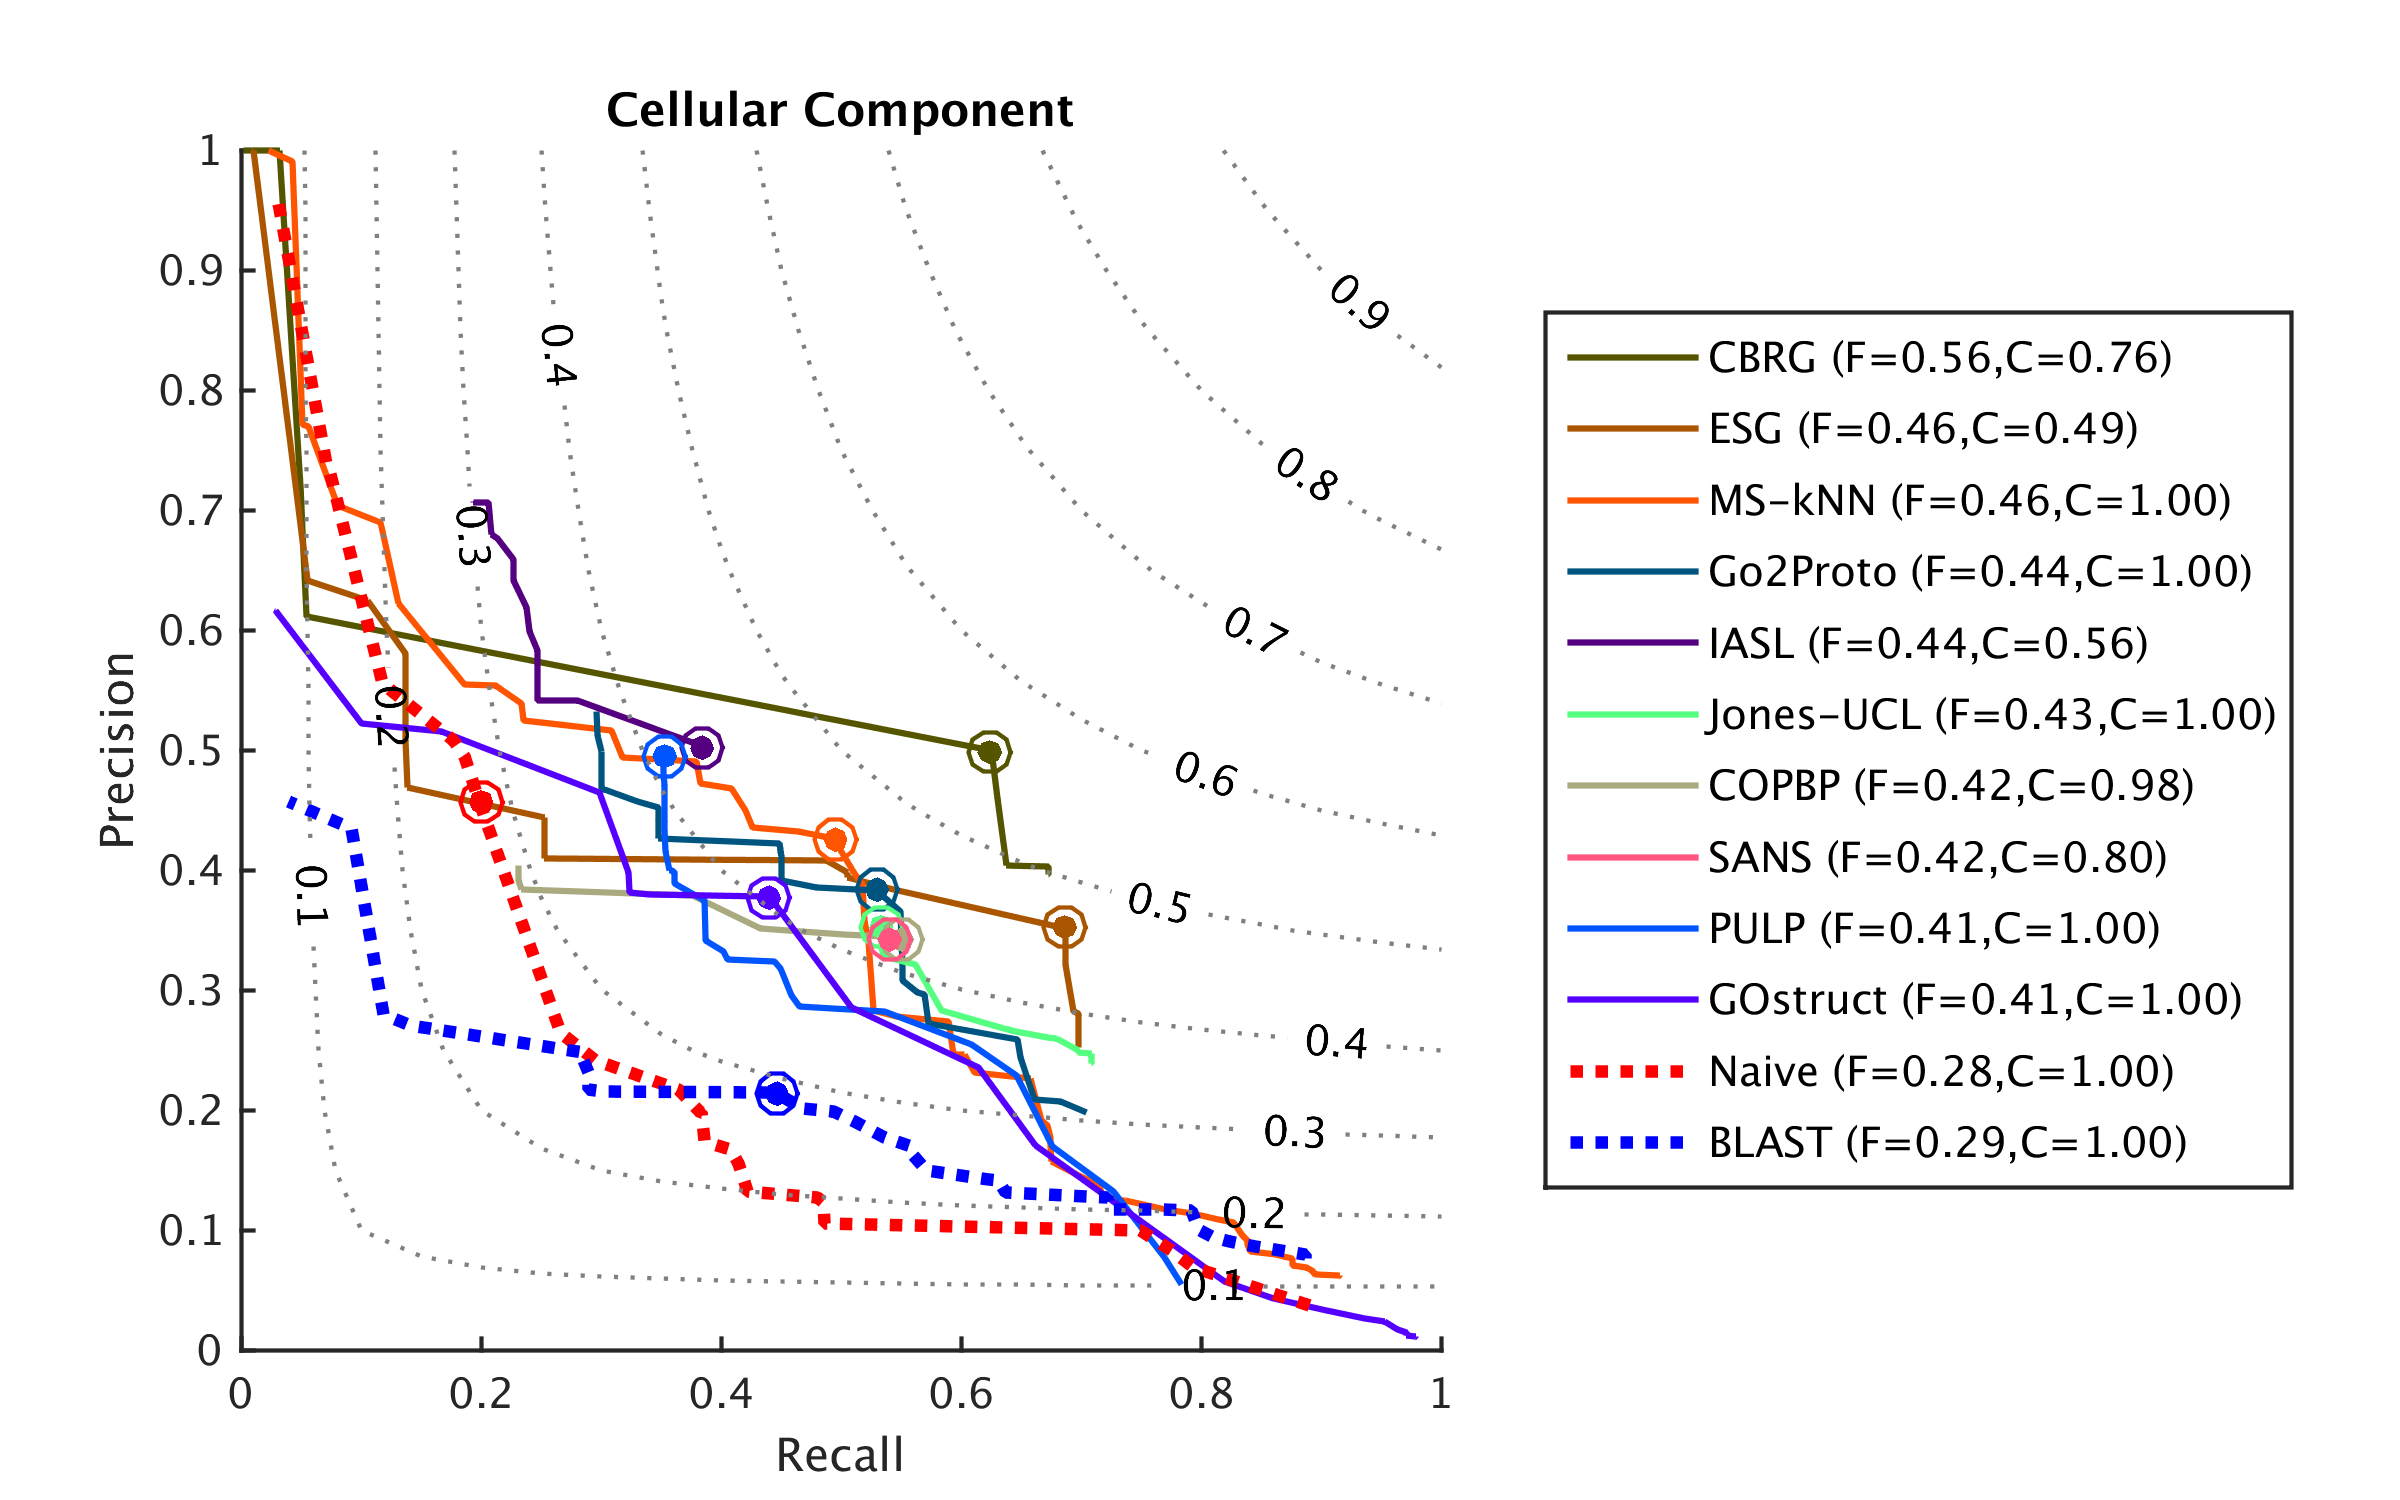 Cellular Component
1
0.9
0.8
0.7
0.6
0.5
0.4
0.3
0.2
0.1
0
Precision
0 0.2 0.4 0.6 0.8 1
Recall
0.9
0.8
0.7
0.6
0.5
0.4
0.3
0.2
0.1
0.4
0.3
0.2
0.1
CBRG (F=0.56,C=0.76)
ESG (F=0.46,C=0.49)
MS-kNN (F=0.46,C=1.00)
Go2Proto (F=0.44,C=1.00)
IASL (F=0.44,C=0.56)
Jones-UCL (F=0.43,C=1.00)
COPBP (F=0.42,C=0.98)
SANS (F=0.42,C=0.80)
PULP (F=0.41,C=1.00)
GOstruct (F=0.41,C=1.00)
Naive (F=0.28,C=1.00)
BLAST (F=0.29,C=1.00)